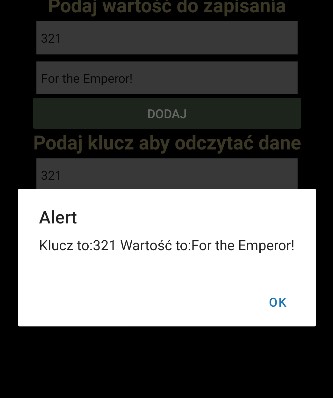 Podaj wartość do zapisania
321
For the Emperor!
DODAJ
Podaj klucz aby odczytać dane
321
Alert
Klucz to:321 Wartość to:For the Emperor!
OK